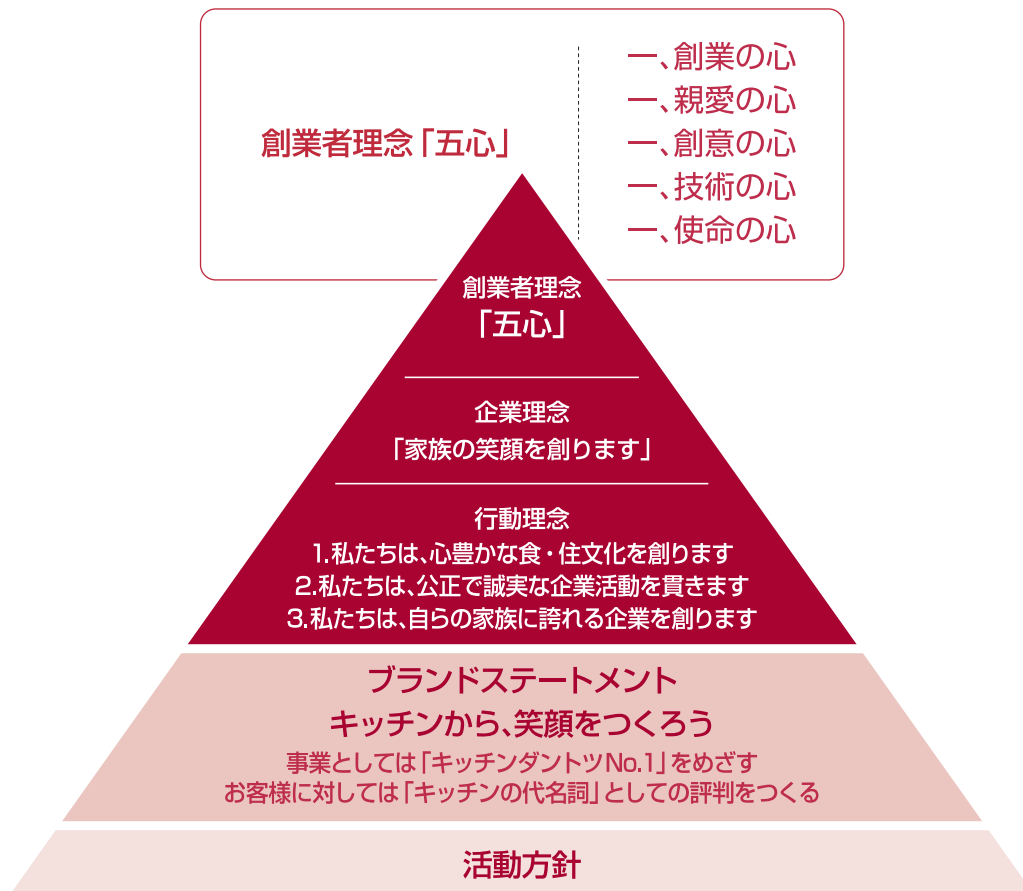 創業者理念「五心」
一、創業の心
一、親愛の心
一、創意の心
一、技術の心
一、使命の心
創業者理念
「五心」
企業理念
「家族の笑顔を創ります」
行動理念
1.私たちは、心豊かな食・住文化を創ります
2.私たちは、公正で誠実な企業活動を貫きます
3.私たちは、自らの家族に誇れる企業を創ります
ブランドステートメント
キッチンから、笑顔をつくろう
事業としては「キッチンダントツNo.1」をめざす
お客様に対しては「キッチンの代名詞」としての評判をつくる
活動方針